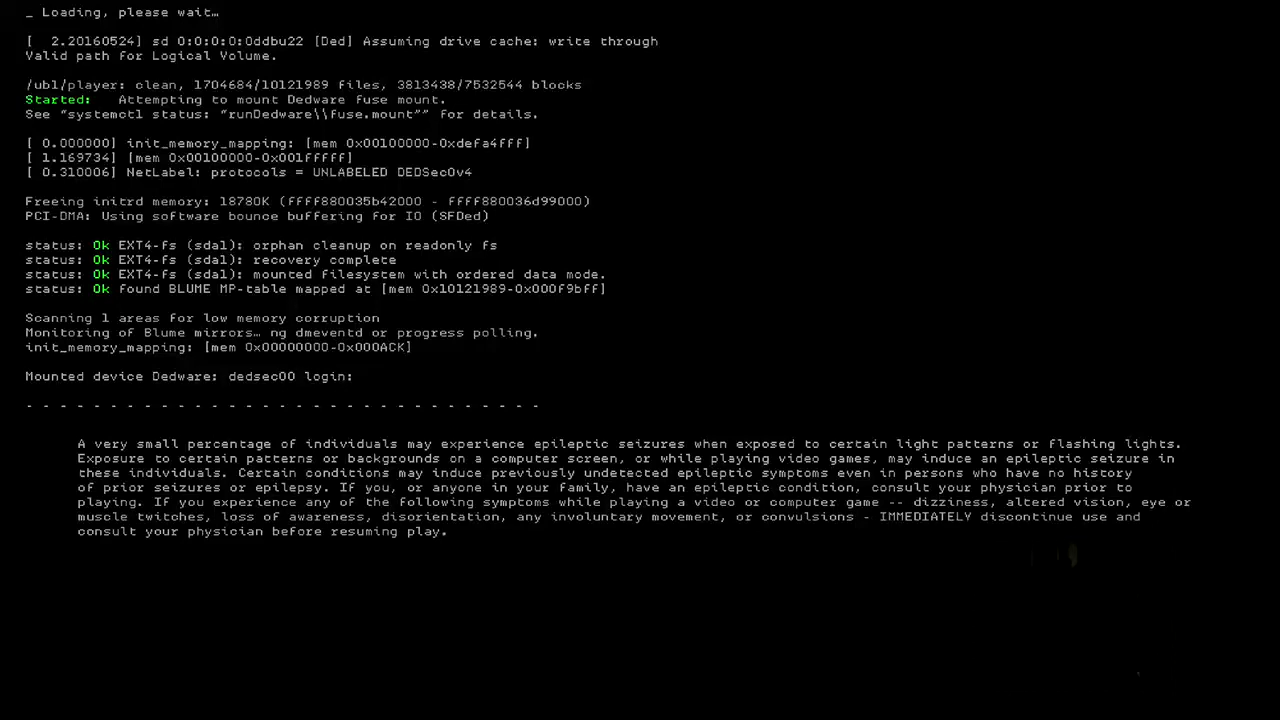 _ Loading, please wait…
[  2.20160524] sd 0:0:0:0:0ddbu22 [Ded] Assuming drive cache: write through
Valid path for Logical Volume.
/ubl/player: clean, 1704684/10121989 files, 3813438/7532544 blocks
Started:   Attempting to mount Dedware fuse mount.
See "systemctl status: "runDedware\\fuse.mount"" for details.
[ 0.000000] init_memory_mapping: [mem 0x00100000-0xdefa4fff]
[ 1.169734] [mem 0x00100000-0x001fffff]
[ 0.310006] NetLabel: protocols = UNLABELED DEDSecOv4
Freeing initrd memory: 18780K (ffff880035b42000 - ffff880036d99000)
PCI-DMA: Using software bounce buffering for IO (SFDed)
status: Ok EXT4-fs (sda1): orphan cleanup on readonly fs
status: Ok EXT4-fs (sda1): recovery complete
status: Ok EXT4-fs (sda1): mounted filesystem with ordered data mode.
status: Ok found BLUME MP-table mapped at [mem 0x10121989-0x000f9bff]
Scanning 1 areas for low memory corruption
Monitoring of Blume mirrors… ng dmeventd or progress polling.
init_memory_mapping: [mem 0x00000000-0x000ACK]
Mounted device Dedware: dedsec00 login:
- - - - - - - - - - - - - - - - - - - - - - - - - - - - - - -
A very small percentage of individuals may experience epileptic seizures when exposed to certain light patterns or flashing lights.
Exposure to certain patterns or backgrounds on a computer screen, or while playing video games, may induce an epileptic seizure in
these individuals. Certain conditions may induce previously undetected epileptic symptoms even in persons who have no history
of prior seizures or epilepsy. If you, or anyone in your family, have an epileptic condition, consult your physician prior to
playing. If you experience any of the following symptoms while playing a video or computer game -- dizziness, altered vision, eye or
muscle twitches, loss of awareness, disorientation, any involuntary movement, or convulsions - IMMEDIATELY discontinue use and
consult your physician before resuming play.